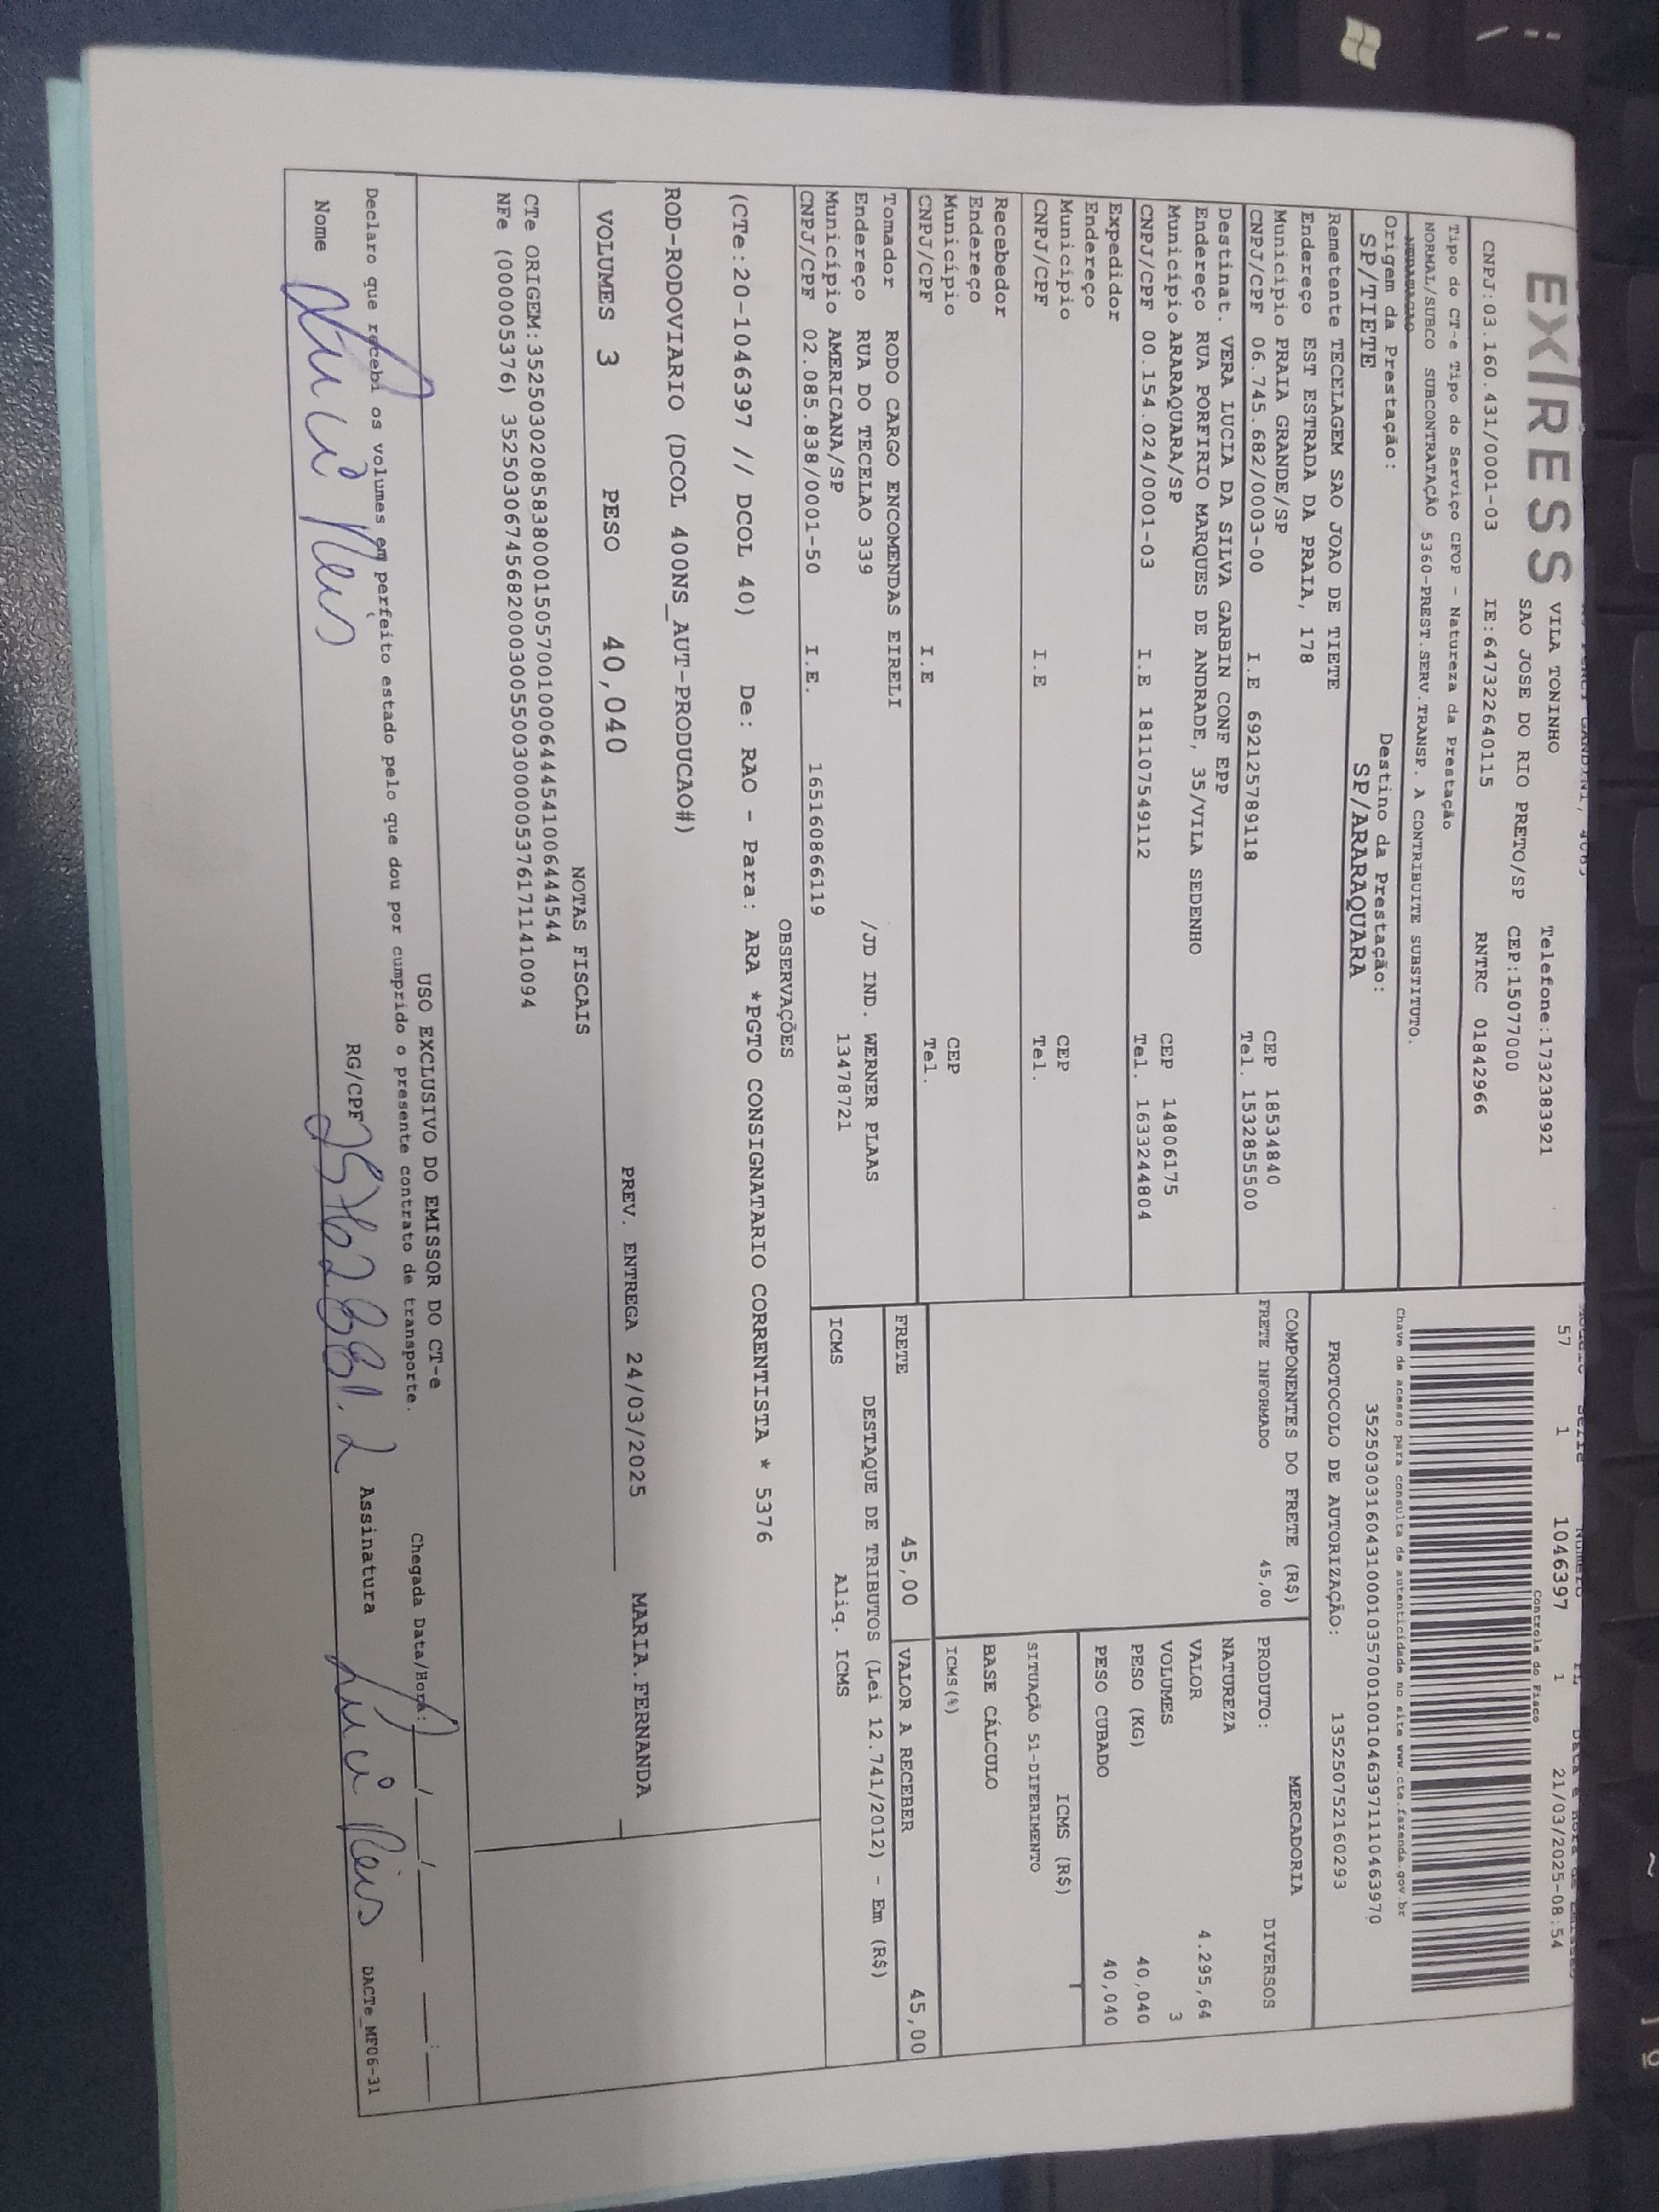 EX/RESS
VILA TONINHO
Telefone:1732383921
SAO JOSE DO RIO PRETO/SP CEP:15077000
CNPJ:03.160.431/0001-03 IE:647322640115 RNTRC 01842966
57 1 1046397 1 21/03/2025-08:54
Controle do Fisco
Tipo do CT-e Tipo do Serviço CFOP - Natureza da Prestação
NORMAL/SUBCO SUBCONTRATAÇÃO 5360-PREST.SERV.TRANSP. A CONTRIBUITE SUBSTITUTO.
Chave de acesso para consulta de autenticidade no site www.cte.fazenda.gov.br
Origem da Prestação: Destino da Prestação:
SP/TIETE SP/ARARAQUARA
35250303160431000103570010010463971110463970
PROTOCOLO DE AUTORIZAÇÃO: 135250752160293
Remetente TECELAGEM SAO JOAO DE TIETE
Endereço EST ESTRADA DA PRAIA, 178
Município PRAIA GRANDE/SP CEP 18534840
CNPJ/CPF 06.745.682/0003-00 I.E 692125789118 Tel. 1532855500
Destinat. VERA LUCIA DA SILVA GARBIN CONF EPP
Endereço RUA PORFIRIO MARQUES DE ANDRADE, 35/VILA SEDENHO
Município ARARAQUARA/SP CEP 14806175
CNPJ/CPF 00.154.024/0001-03 I.E 181107549112 Tel. 1633244804
Expedidor
Endereço
Município CEP
CNPJ/CPF I.E Tel.
Recebedor
Endereço
Município CEP
CNPJ/CPF I.E Tel.
Tomador RODO CARGO ENCOMENDAS EIRELI
Endereço RUA DO TECELAO 339 /JD IND. WERNER PLAAS
Município AMERICANA/SP 13478721
CNPJ/CPF 02.085.838/0001-50 I.E. 165160866119
COMPONENTES DO FRETE (R$)
FRETE INFORMADO 45,00
MERCADORIA
PRODUTO: DIVERSOS
NATUREZA
VALOR 4.295,64
VOLUMES 3
PESO (KG) 40,040
PESO CUBADO 40,040
ICMS (R$)
SITUAÇÃO 51-DIFERIMENTO
BASE CÁLCULO
ICMS(%)
FRETE 45,00 VALOR A RECEBER 45,00
DESTAQUE DE TRIBUTOS (Lei 12.741/2012) - Em (R$)
ICMS Aliq. ICMS
OBSERVAÇÕES
(CTe:20-1046397 // DCOL 40) De: RAO - Para: ARA *PGTO CONSIGNATARIO CORRENTISTA * 5376
ROD-RODOVIARIO (DCOL 400NS_AUT-PRODUCAO#)
VOLUMES 3 PESO 40,040 PREV. ENTREGA 24/03/2025 MARIA.FERNANDA
NOTAS FISCAIS
CTe ORIGEM:35250302085838000150570010006444541006444544
NFe (000005376) 35250306745682000300550030000053761711410094
USO EXCLUSIVO DO EMISSOR DO CT-e
Declaro que recebi os volumes em perfeito estado pelo que dou por cumprido o presente contrato de transporte.
Chegada Data/Hora: / / :
Nome RG/CPF Assinatura DACTe_MF06-31